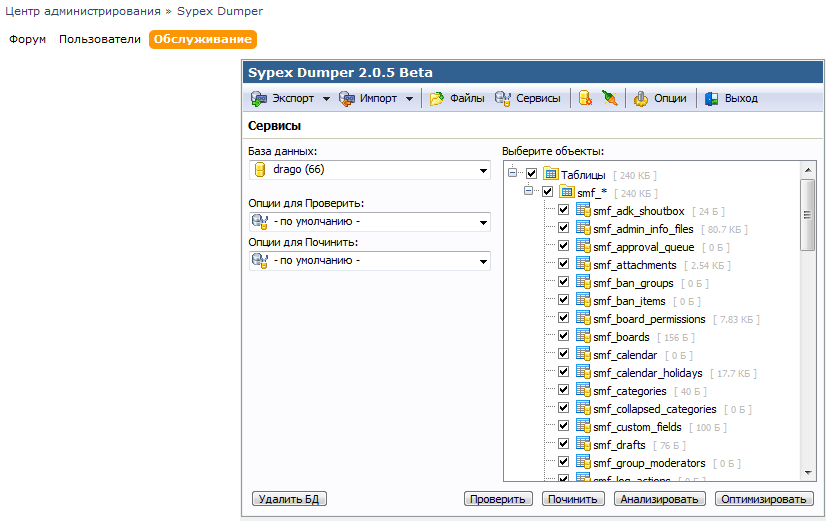 Центр администрирования » Sypex Dumper
Форум Пользователи Обслуживание
Sypex Dumper 2.0.5 Beta
Экспорт Импорт Файлы Сервисы Опции Выход
Сервисы
База данных:
drago (66)
Опции для Проверить:
- по умолчанию -
Опции для Починить:
- по умолчанию -
Выберите объекты:
Таблицы [ 240 КБ ]
smf_* [ 240 КБ ]
smf_adk_shoutbox [ 24 Б ]
smf_admin_info_files [ 80.7 КБ ]
smf_approval_queue [ 0 Б ]
smf_attachments [ 2.54 КБ ]
smf_ban_groups [ 0 Б ]
smf_ban_items [ 0 Б ]
smf_board_permissions [ 7.83 КБ ]
smf_boards [ 156 Б ]
smf_calendar [ 0 Б ]
smf_calendar_holidays [ 17.7 КБ ]
smf_categories [ 40 Б ]
smf_collapsed_categories [ 0 Б ]
smf_custom_fields [ 100 Б ]
smf_drafts [ 76 Б ]
smf_group_moderators [ 0 Б ]
smf_log_actions [ 0 Б ]
Удалить БД Проверить Починить Анализировать Оптимизировать